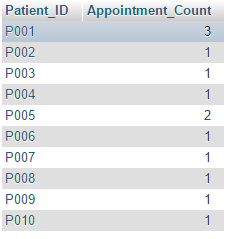 Patient_ID Appointment_Count
P001 3
P002 1
P003 1
P004 1
P005 2
P006 1
P007 1
P008 1
P009 1
P010 1